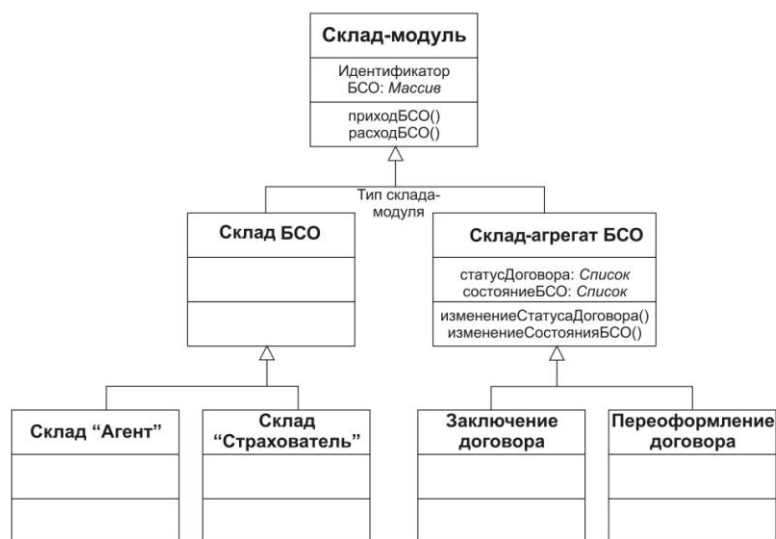 Склад-модуль
Идентификатор
БСО: Массив
приходБСО()
расходБСО()
Тип склада-
модуля
Склад БСО
Склад-агрегат БСО
статусДоговора: Список
состояниеБСО: Список
изменениеСтатусаДоговора()
изменениеСостоянияБСО()
Склад “Агент”
Склад
“Страхователь”
Заключение
договора
Переоформление
договора